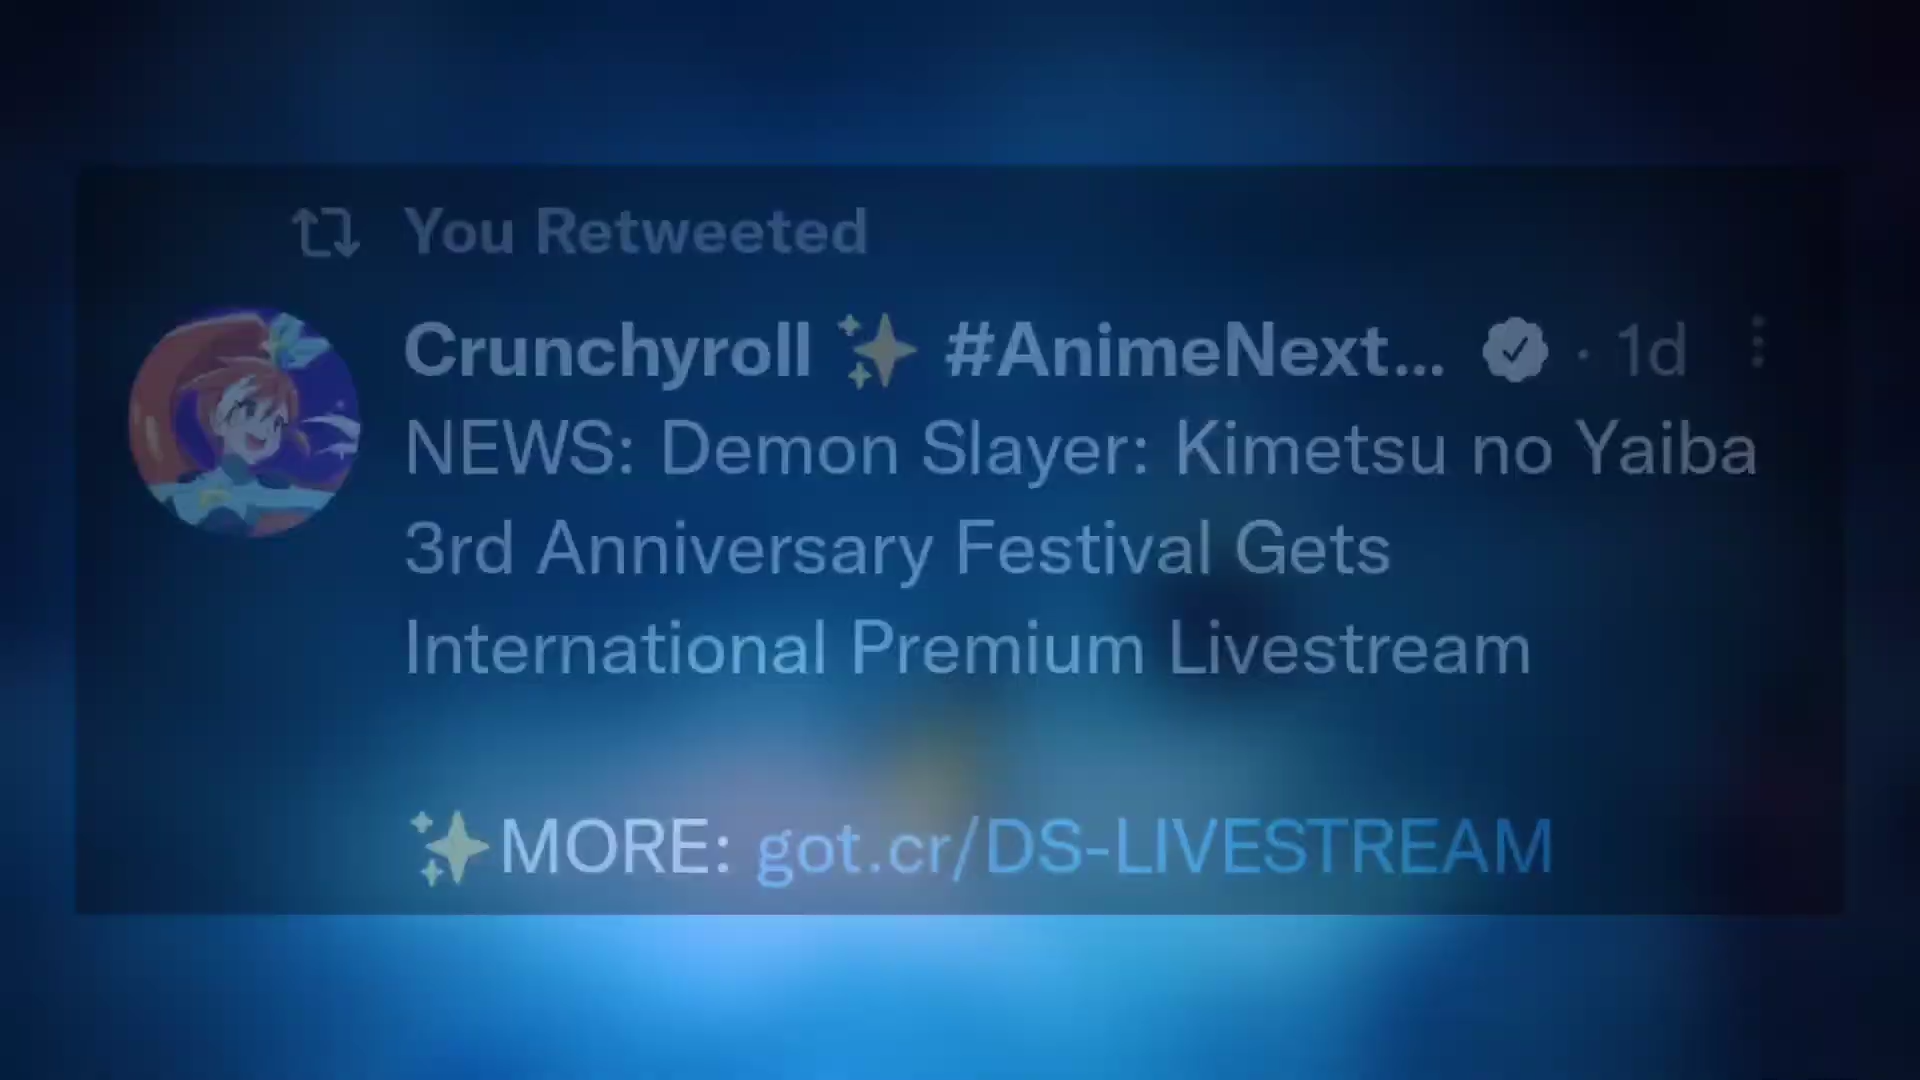 You Retweeted
Crunchyroll ✨ #AnimeNext... · 1d
NEWS: Demon Slayer: Kimetsu no Yaiba
3rd Anniversary Festival Gets
International Premium Livestream
✨MORE: got.cr/DS-LIVESTREAM